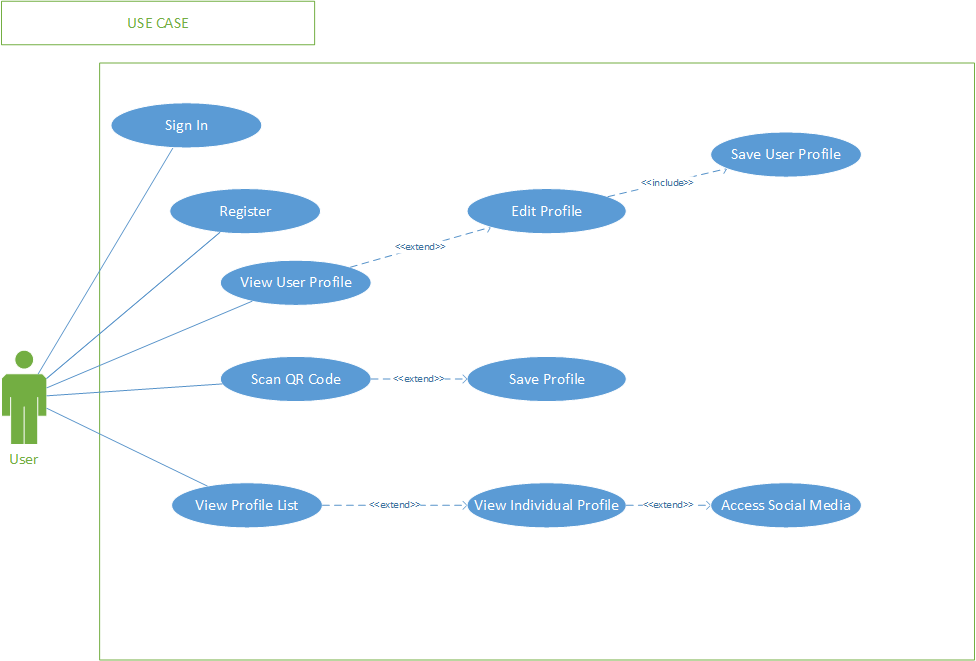 USE CASE
Sign In
Save User Profile
<<include>>
Register
Edit Profile
<<extend>>
View User Profile
Scan QR Code
<<extend>>
Save Profile
User
View Profile List
<<extend>>
View Individual Profile
<<extend>>
Access Social Media